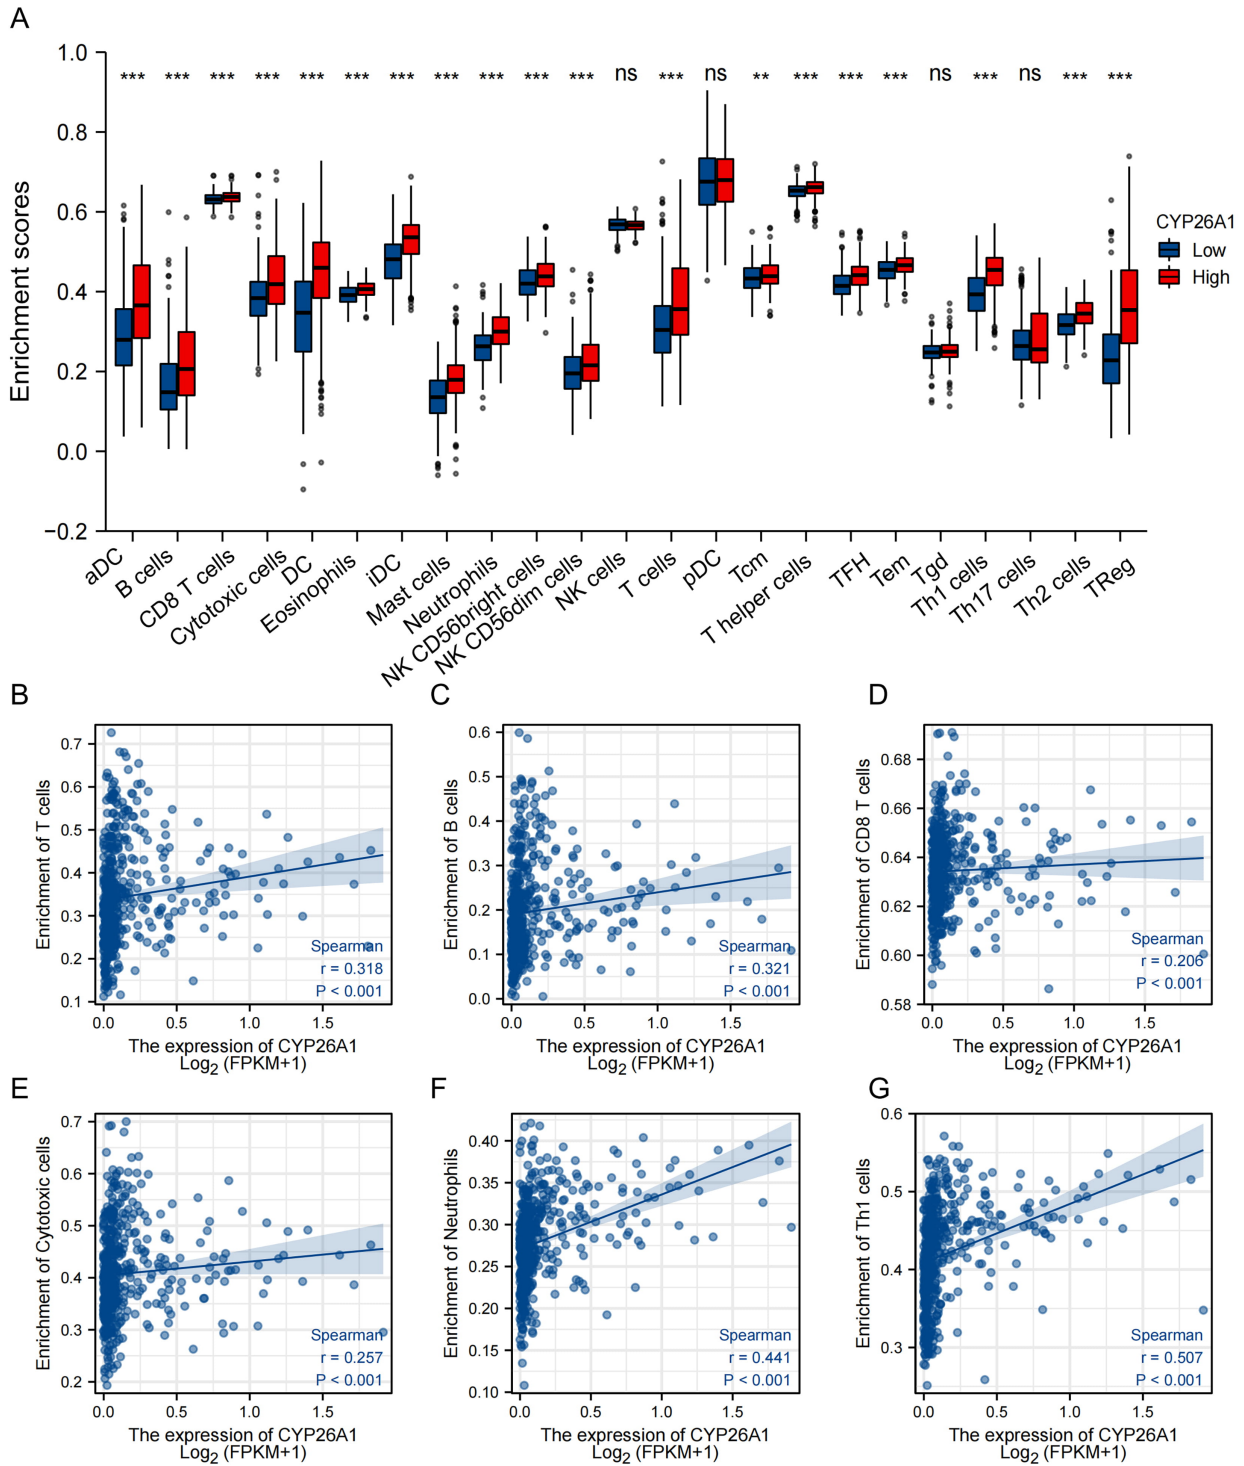 A
1.0
0.8
0.6
0.4
0.2
0.0
−0.2
Enrichment scores
*** *** *** *** *** *** *** *** *** *** *** ns *** ns ** *** *** *** ns *** ns *** ***
CYP26A1
Low
High
aDC
B cells
CD8 T cells
Cytotoxic cells
DC
Eosinophils
iDC
Mast cells
Neutrophils
NK CD56bright cells
NK CD56dim cells
NK cells
T cells
pDC
Tcm
T helper cells
TFH
Tem
Tgd
Th1 cells
Th17 cells
Th2 cells
TReg
B
Enrichment of T cells
0.7
0.6
0.5
0.4
0.3
0.2
0.1
Spearman
r = 0.318
P < 0.001
0.0 0.5 1.0 1.5
The expression of CYP26A1
Log2 (FPKM+1)
C
Enrichment of B cells
0.6
0.5
0.4
0.3
0.2
0.1
0.0
Spearman
r = 0.321
P < 0.001
0.0 0.5 1.0 1.5
The expression of CYP26A1
Log2 (FPKM+1)
D
Enrichment of CD8 T cells
0.68
0.66
0.64
0.62
0.60
0.58
Spearman
r = 0.206
P < 0.001
0.0 0.5 1.0 1.5
The expression of CYP26A1
Log2 (FPKM+1)
E
Enrichment of Cytotoxic cells
0.7
0.6
0.5
0.4
0.3
0.2
Spearman
r = 0.257
P < 0.001
0.0 0.5 1.0 1.5
The expression of CYP26A1
Log2 (FPKM+1)
F
Enrichment of Neutrophils
0.40
0.35
0.30
0.25
0.20
0.15
0.10
Spearman
r = 0.441
P < 0.001
0.0 0.5 1.0 1.5
The expression of CYP26A1
Log2 (FPKM+1)
G
Enrichment of Th1 cells
0.6
0.5
0.4
0.3
Spearman
r = 0.507
P < 0.001
0.0 0.5 1.0 1.5
The expression of CYP26A1
Log2 (FPKM+1)